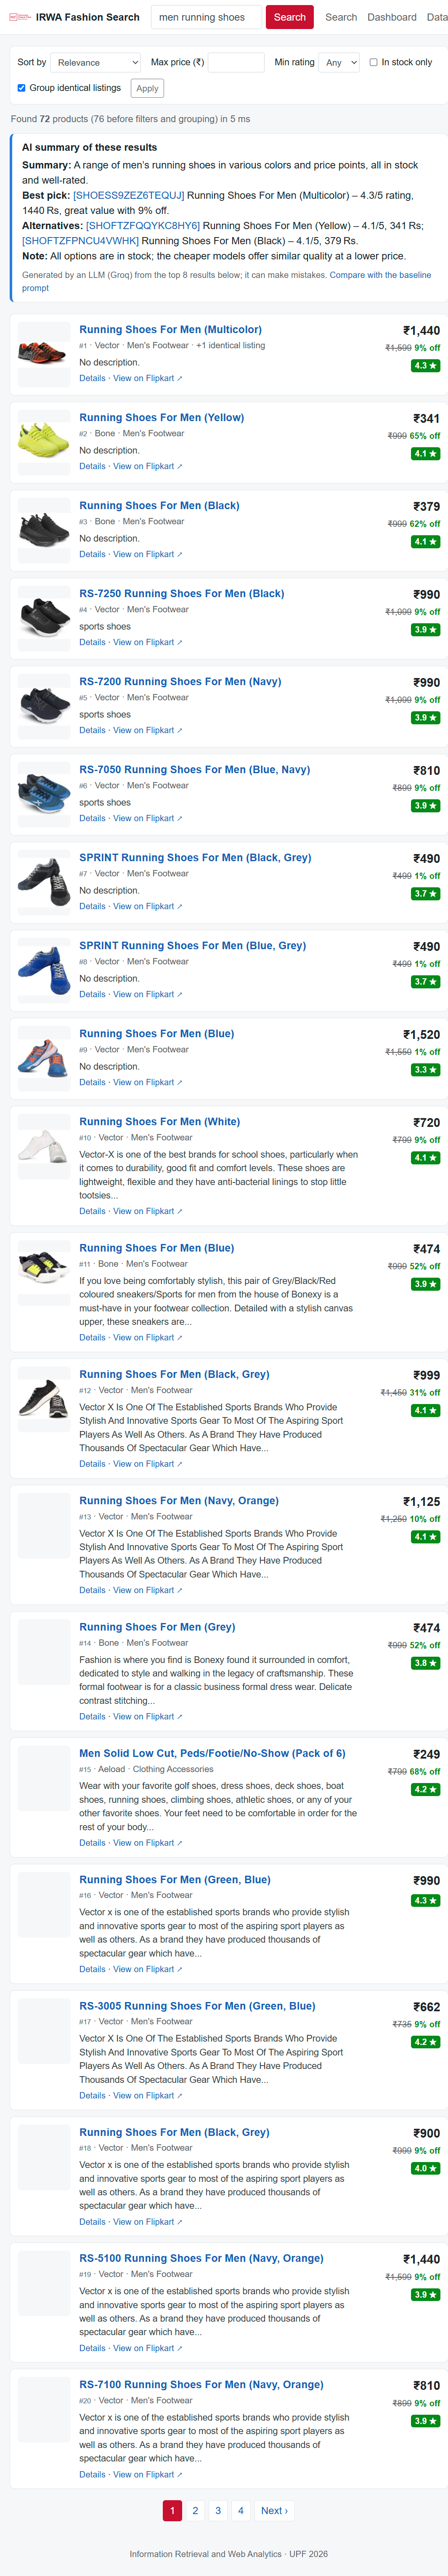 IRWA Fashion Search
men running shoes
Search
Search
Dashboard
Data
Sort by
Relevance
Max price (₹)
Min rating
Any
In stock only
Group identical listings
Apply
Found 72 products (76 before filters and grouping) in 5 ms
AI summary of these results
Summary: A range of men's running shoes in various colors and price points, all in stock
and well-rated.
Best pick: [SHOESS9ZEZ6TEQUJ] Running Shoes For Men (Multicolor) – 4.3/5 rating,
1440 Rs, great value with 9% off.
Alternatives: [SHOFTZFQQYKC8HY6] Running Shoes For Men (Yellow) – 4.1/5, 341 Rs;
[SHOFTZFPNCU4VWHK] Running Shoes For Men (Black) – 4.1/5, 379 Rs.
Note: All options are in stock; the cheaper models offer similar quality at a lower price.
Generated by an LLM (Groq) from the top 8 results below; it can make mistakes. Compare with the baseline
prompt
Running Shoes For Men (Multicolor)
₹1,440
#1 · Vector · Men's Footwear · +1 identical listing
₹1,599 9% off
No description.
4.3 ★
Details · View on Flipkart ↗
Running Shoes For Men (Yellow)
₹341
#2 · Bone · Men's Footwear
₹999 65% off
No description.
4.1 ★
Details · View on Flipkart ↗
Running Shoes For Men (Black)
₹379
#3 · Bone · Men's Footwear
₹999 62% off
No description.
4.1 ★
Details · View on Flipkart ↗
RS-7250 Running Shoes For Men (Black)
₹990
#4 · Vector · Men's Footwear
₹1,099 9% off
sports shoes
3.9 ★
Details · View on Flipkart ↗
RS-7200 Running Shoes For Men (Navy)
₹990
#5 · Vector · Men's Footwear
₹1,099 9% off
sports shoes
3.9 ★
Details · View on Flipkart ↗
RS-7050 Running Shoes For Men (Blue, Navy)
₹810
#6 · Vector · Men's Footwear
₹899 9% off
sports shoes
3.9 ★
Details · View on Flipkart ↗
SPRINT Running Shoes For Men (Black, Grey)
₹490
#7 · Vector · Men's Footwear
₹499 1% off
No description.
3.7 ★
Details · View on Flipkart ↗
SPRINT Running Shoes For Men (Blue, Grey)
₹490
#8 · Vector · Men's Footwear
₹499 1% off
No description.
3.7 ★
Details · View on Flipkart ↗
Running Shoes For Men (Blue)
₹1,520
#9 · Vector · Men's Footwear
₹1,550 1% off
No description.
3.3 ★
Details · View on Flipkart ↗
Running Shoes For Men (White)
₹720
#10 · Vector · Men's Footwear
₹799 9% off
Vector-X is one of the best brands for school shoes, particularly when
4.1 ★
it comes to durability, good fit and comfort levels. These shoes are
lightweight, flexible and they have anti-bacterial linings to stop little
tootsies...
Details · View on Flipkart ↗
Running Shoes For Men (Blue)
₹474
#11 · Bone · Men's Footwear
₹999 52% off
If you love being comfortably stylish, this pair of Grey/Black/Red
3.9 ★
coloured sneakers/Sports for men from the house of Bonexy is a
must-have in your footwear collection. Detailed with a stylish canvas
upper, these sneakers are...
Details · View on Flipkart ↗
Running Shoes For Men (Black, Grey)
₹999
#12 · Vector · Men's Footwear
₹1,450 31% off
Vector X Is One Of The Established Sports Brands Who Provide
4.1 ★
Stylish And Innovative Sports Gear To Most Of The Aspiring Sport
Players As Well As Others. As A Brand They Have Produced
Thousands Of Spectacular Gear Which Have...
Details · View on Flipkart ↗
Running Shoes For Men (Navy, Orange)
₹1,125
#13 · Vector · Men's Footwear
₹1,250 10% off
Vector X Is One Of The Established Sports Brands Who Provide
4.1 ★
Stylish And Innovative Sports Gear To Most Of The Aspiring Sport
Players As Well As Others. As A Brand They Have Produced
Thousands Of Spectacular Gear Which Have...
Details · View on Flipkart ↗
Running Shoes For Men (Grey)
₹474
#14 · Bone · Men's Footwear
₹999 52% off
Fashion is where you find is Bonexy found it surrounded in comfort,
3.8 ★
dedicated to style and walking in the legacy of craftsmanship. These
formal footwear is for a classic business formal dress wear. Delicate
contrast stitching...
Details · View on Flipkart ↗
Men Solid Low Cut, Peds/Footie/No-Show (Pack of 6)
₹249
#15 · Aeload · Clothing Accessories
₹799 68% off
Wear with your favorite golf shoes, dress shoes, deck shoes, boat
4.2 ★
shoes, running shoes, climbing shoes, athletic shoes, or any of your
other favorite shoes. Your feet need to be comfortable in order for the
rest of your body...
Details · View on Flipkart ↗
Running Shoes For Men (Green, Blue)
₹990
#16 · Vector · Men's Footwear
₹1,099 9% off
Vector x is one of the established sports brands who provide stylish
4.3 ★
and innovative sports gear to most of the aspiring sport players as
well as others. As a brand they have produced thousands of
spectacular gear which have...
Details · View on Flipkart ↗
RS-3005 Running Shoes For Men (Green, Blue)
₹662
#17 · Vector · Men's Footwear
₹735 9% off
Vector X Is One Of The Established Sports Brands Who Provide
4.2 ★
Stylish And Innovative Sports Gear To Most Of The Aspiring Sport
Players As Well As Others. As A Brand They Have Produced
Thousands Of Spectacular Gear Which Have...
Details · View on Flipkart ↗
Running Shoes For Men (Black, Grey)
₹900
#18 · Vector · Men's Footwear
₹999 9% off
Vector x is one of the established sports brands who provide stylish
4.0 ★
and innovative sports gear to most of the aspiring sport players as
well as others. As a brand they have produced thousands of
spectacular gear which have...
Details · View on Flipkart ↗
RS-5100 Running Shoes For Men (Navy, Orange)
₹1,440
#19 · Vector · Men's Footwear
₹1,599 9% off
Vector x is one of the established sports brands who provide stylish
3.9 ★
and innovative sports gear to most of the aspiring sport players as
well as others. As a brand they have produced thousands of
spectacular gear which have...
Details · View on Flipkart ↗
RS-7100 Running Shoes For Men (Navy, Orange)
₹810
#20 · Vector · Men's Footwear
₹899 9% off
Vector x is one of the established sports brands who provide stylish
3.9 ★
and innovative sports gear to most of the aspiring sport players as
well as others. As a brand they have produced thousands of
spectacular gear which have...
Details · View on Flipkart ↗
1 2 3 4 Next ›
Information Retrieval and Web Analytics · UPF 2026